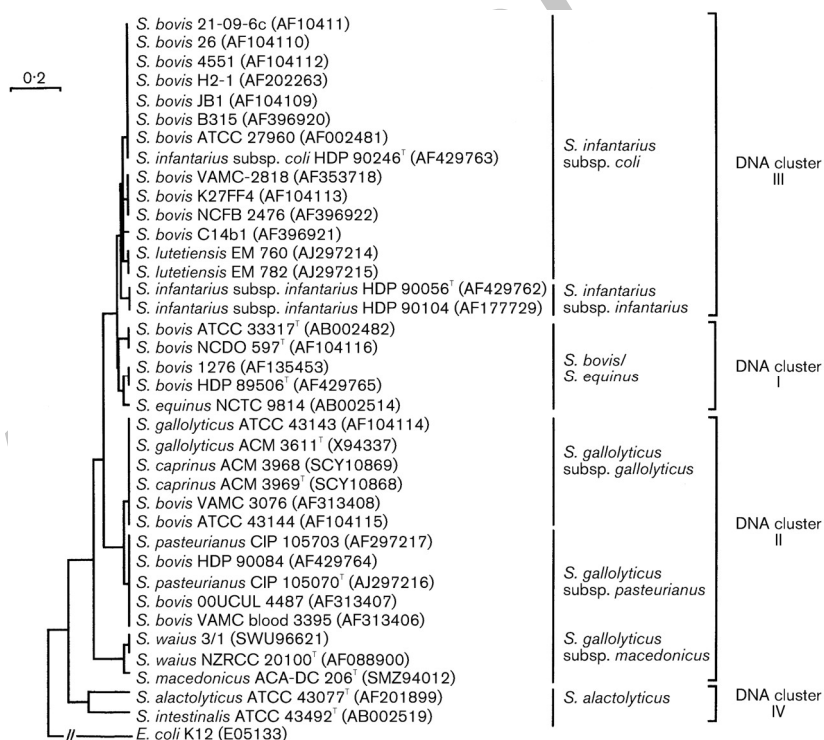 0·2
S. bovis 21-09-6c (AF10411)
S. bovis 26 (AF104110)
S. bovis 4551 (AF104112)
S. bovis H2-1 (AF202263)
S. bovis JB1 (AF104109)
S. bovis B315 (AF396920)
S. bovis ATCC 27960 (AF002481)
S. infantarius subsp. coli HDP 90246ᵀ (AF429763)
S. bovis VAMC-2818 (AF353718)
S. bovis K27FF4 (AF104113)
S. bovis NCFB 2476 (AF396922)
S. bovis C14b1 (AF396921)
S. lutetiensis EM 760 (AJ297214)
S. lutetiensis EM 782 (AJ297215)
S. infantarius subsp. infantarius HDP 90056ᵀ (AF429762)
S. infantarius subsp. infantarius HDP 90104 (AF177729)
S. bovis ATCC 33317ᵀ (AB002482)
S. bovis NCDO 597ᵀ (AF104116)
S. bovis 1276 (AF135453)
S. bovis HDP 89506ᵀ (AF429765)
S. equinus NCTC 9814 (AB002514)
S. gallolyticus ATCC 43143 (AF104114)
S. gallolyticus ACM 3611ᵀ (X94337)
S. caprinus ACM 3968 (SCY10869)
S. caprinus ACM 3969ᵀ (SCY10868)
S. bovis VAMC 3076 (AF313408)
S. bovis ATCC 43144 (AF104115)
S. pasteurianus CIP 105703 (AF297217)
S. bovis HDP 90084 (AF429764)
S. pasteurianus CIP 105070ᵀ (AJ297216)
S. bovis 00UCUL 4487 (AF313407)
S. bovis VAMC blood 3395 (AF313406)
S. waius 3/1 (SWU96621)
S. waius NZRCC 20100ᵀ (AF088900)
S. macedonicus ACA-DC 206ᵀ (SMZ94012)
S. alactolyticus ATCC 43077ᵀ (AF201899)
S. intestinalis ATCC 43492ᵀ (AB002519)
E. coli K12 (E05133)
S. infantarius
subsp. coli
S. infantarius
subsp. infantarius
S. bovis/
S. equinus
S. gallolyticus
subsp. gallolyticus
S. gallolyticus
subsp. pasteurianus
S. gallolyticus
subsp. macedonicus
S. alactolyticus
DNA cluster
III
DNA cluster
I
DNA cluster
II
DNA cluster
IV